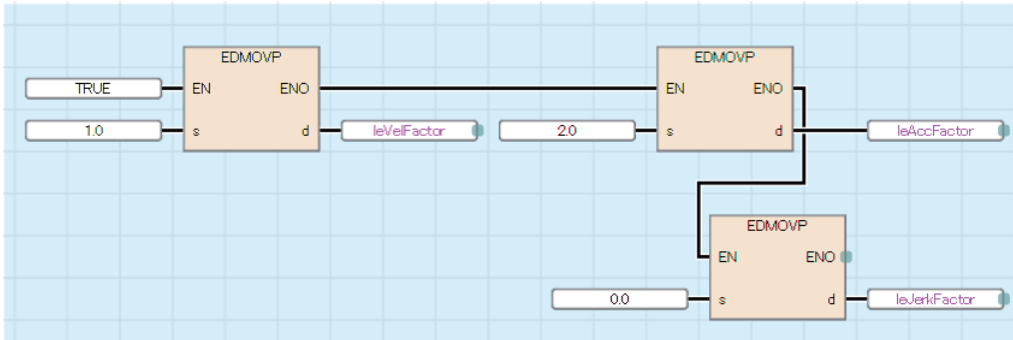 EDMOVP EDMOVP
TRUE EN ENO EN ENO
1.0 s d leVelFactor 2.0 s d leAccFactor
EDMOVP
EN ENO
0.0 s d leJerkFactor